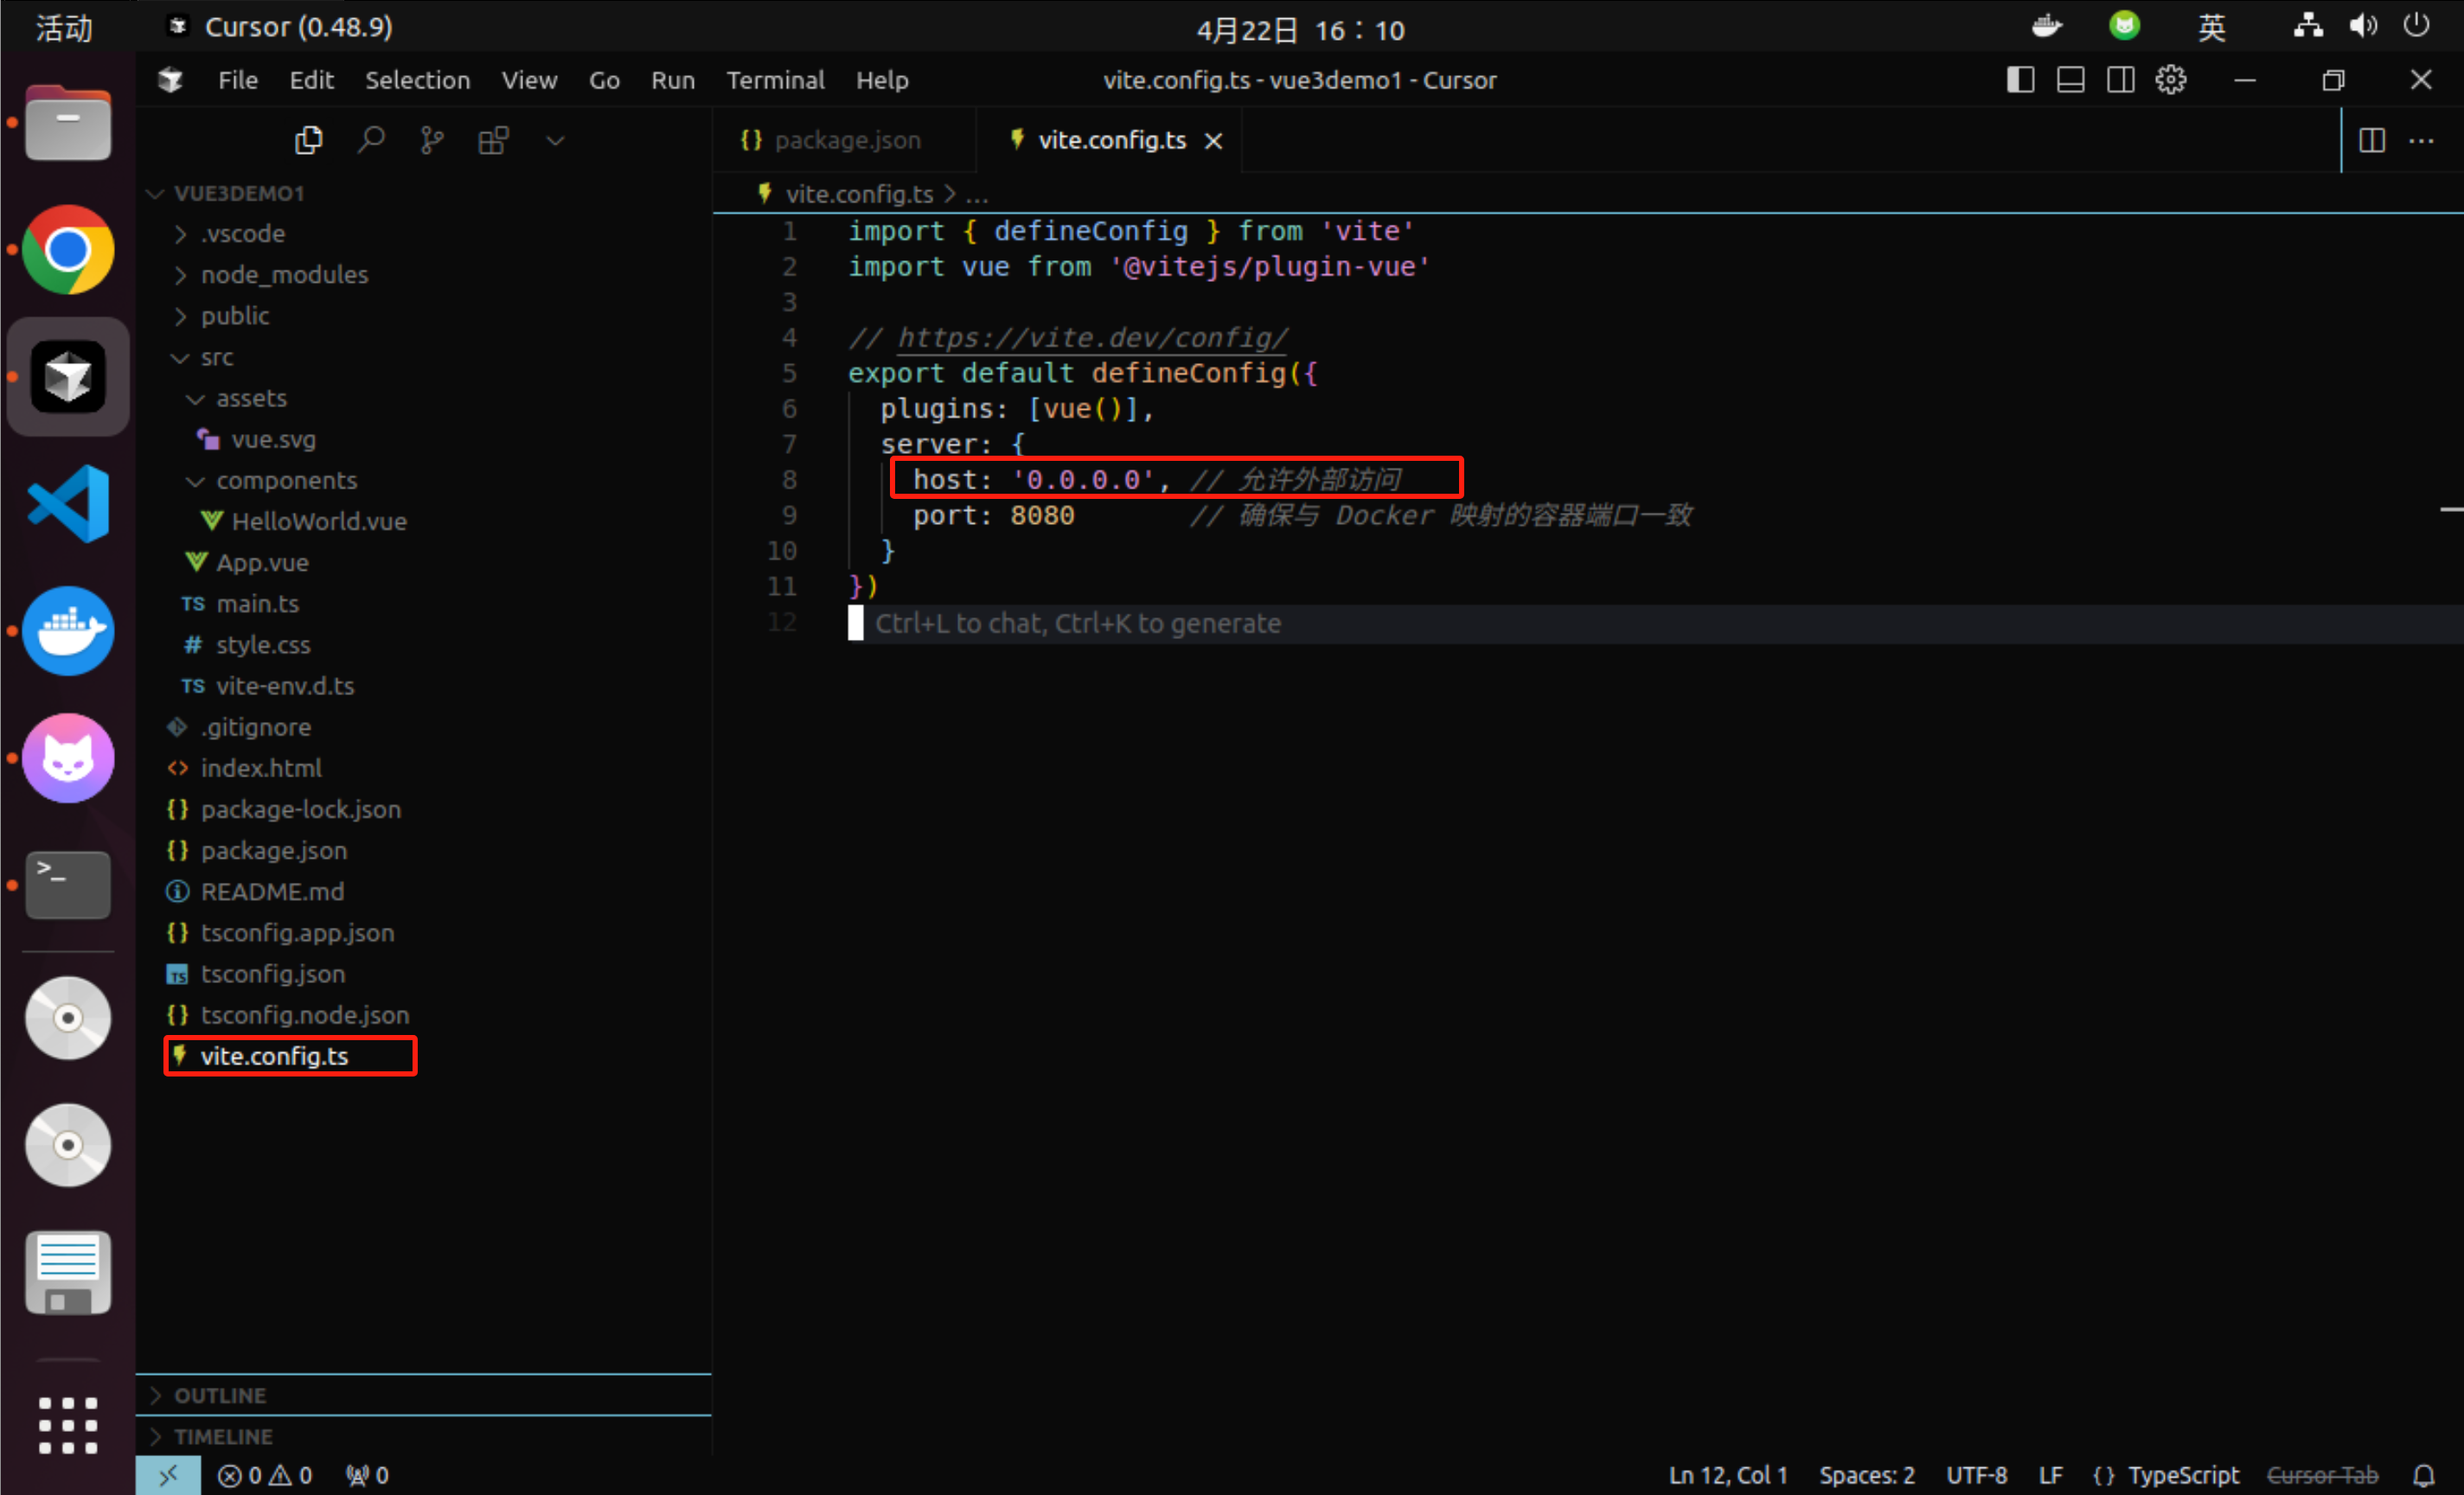 活动
Cursor (0.48.9)
4月22日 16：10
英
File Edit Selection View Go Run Terminal Help
vite.config.ts - vue3demo1 - Cursor
{} package.json
vite.config.ts
vite.config.ts > ...
VUE3DEMO1
.vscode
node_modules
public
src
assets
vue.svg
components
HelloWorld.vue
App.vue
TS main.ts
# style.css
TS vite-env.d.ts
.gitignore
<> index.html
{} package-lock.json
{} package.json
README.md
{} tsconfig.app.json
TS tsconfig.json
{} tsconfig.node.json
vite.config.ts
OUTLINE
TIMELINE
1 import { defineConfig } from 'vite'
2 import vue from '@vitejs/plugin-vue'
3
4 // https://vite.dev/config/
5 export default defineConfig({
6 plugins: [vue()],
7 server: {
8 host: '0.0.0.0', // 允许外部访问
9 port: 8080 // 确保与 Docker 映射的容器端口一致
10 }
11 })
12 Ctrl+L to chat, Ctrl+K to generate
0 0 0
Ln 12, Col 1 Spaces: 2 UTF-8 LF {} TypeScript Cursor Tab